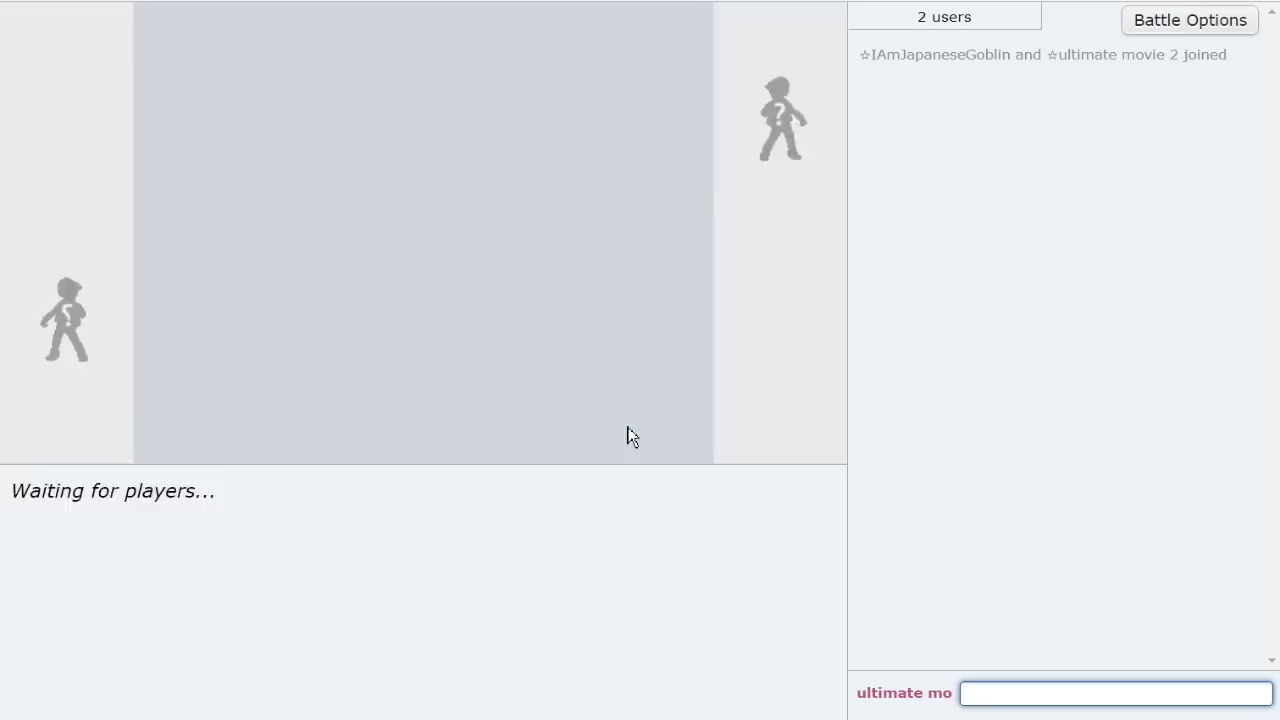 2 users
Battle Options
☆IAmJapaneseGoblin and ☆ultimate movie 2 joined
?
?
Waiting for players...
ultimate mo